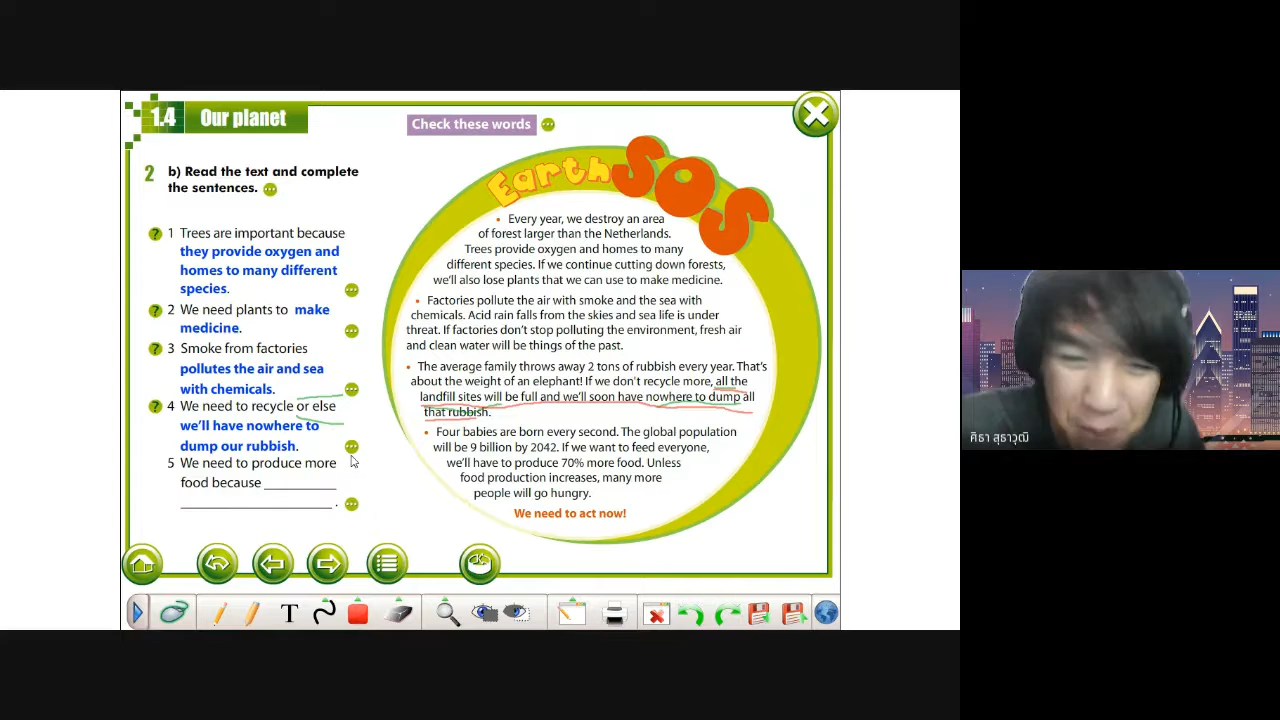 1.4 Our planet
Check these words
2 b) Read the text and complete
the sentences.
? 1 Trees are important because
they provide oxygen and
homes to many different
species.
? 2 We need plants to make
medicine.
? 3 Smoke from factories
pollutes the air and sea
with chemicals.
? 4 We need to recycle or else
we'll have nowhere to
dump our rubbish.
5 We need to produce more
food because ____________
_________________________ .
Earth SOS
• Every year, we destroy an area
of forest larger than the Netherlands.
Trees provide oxygen and homes to many
different species. If we continue cutting down forests,
we'll also lose plants that we can use to make medicine.
• Factories pollute the air with smoke and the sea with
chemicals. Acid rain falls from the skies and sea life is under
threat. If factories don't stop polluting the environment, fresh air
and clean water will be things of the past.
• The average family throws away 2 tons of rubbish every year. That's
about the weight of an elephant! If we don't recycle more, all the
landfill sites will be full and we'll soon have nowhere to dump all
that rubbish.
• Four babies are born every second. The global population
will be 9 billion by 2042. If we want to feed everyone,
we'll have to produce 70% more food. Unless
food production increases, many more
people will go hungry.
We need to act now!
T
ศิธา สุธาวุฒิ